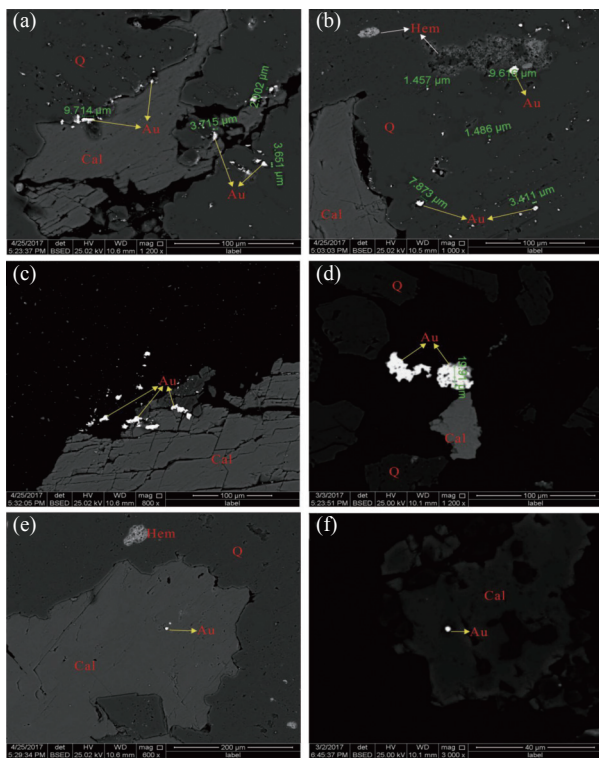 (a)
Q
9.714 µm
Au
Cal
2.002 µm
3.715 µm
3.651 µm
Au
4/25/2017 det HV WD mag 100 µm
5:23:37 PM BSED 25.02 kV 10.6 mm 1 200 x label
(b)
Hem
1.457 µm
9.616 µm
Au
Q
1.486 µm
7.873 µm
3.411 µm
Au
Cal
4/25/2017 det HV WD mag 100 µm
5:03:03 PM BSED 25.02 kV 10.6 mm 1 000 x label
(c)
Au
Cal
4/25/2017 det HV WD mag 100 µm
5:32:05 PM BSED 25.02 kV 10.6 mm 800 x label
(d)
Q
Au
Cal
Q
3/3/2017 det HV WD mag 100 µm
5:23:51 PM BSED 25.00 kV 10.1 mm 1 200 x label
(e)
Hem
Q
Au
Cal
4/25/2017 det HV WD mag 200 µm
5:29:34 PM BSED 25.02 kV 10.6 mm 600 x label
(f)
Cal
Au
3/2/2017 det HV WD mag 40 µm
6:45:37 PM BSED 25.00 kV 10.1 mm 3 000 x label